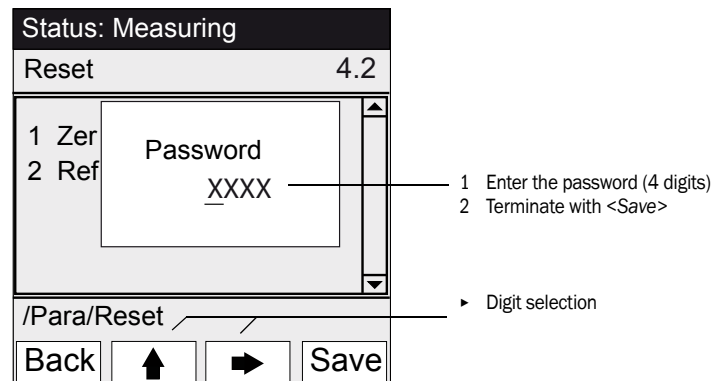 Status: Measuring
Reset 4.2
1 Zer
2 Ref
Password
XXXX
1 Enter the password (4 digits)
2 Terminate with <Save>
► Digit selection
/Para/Reset
Back Save